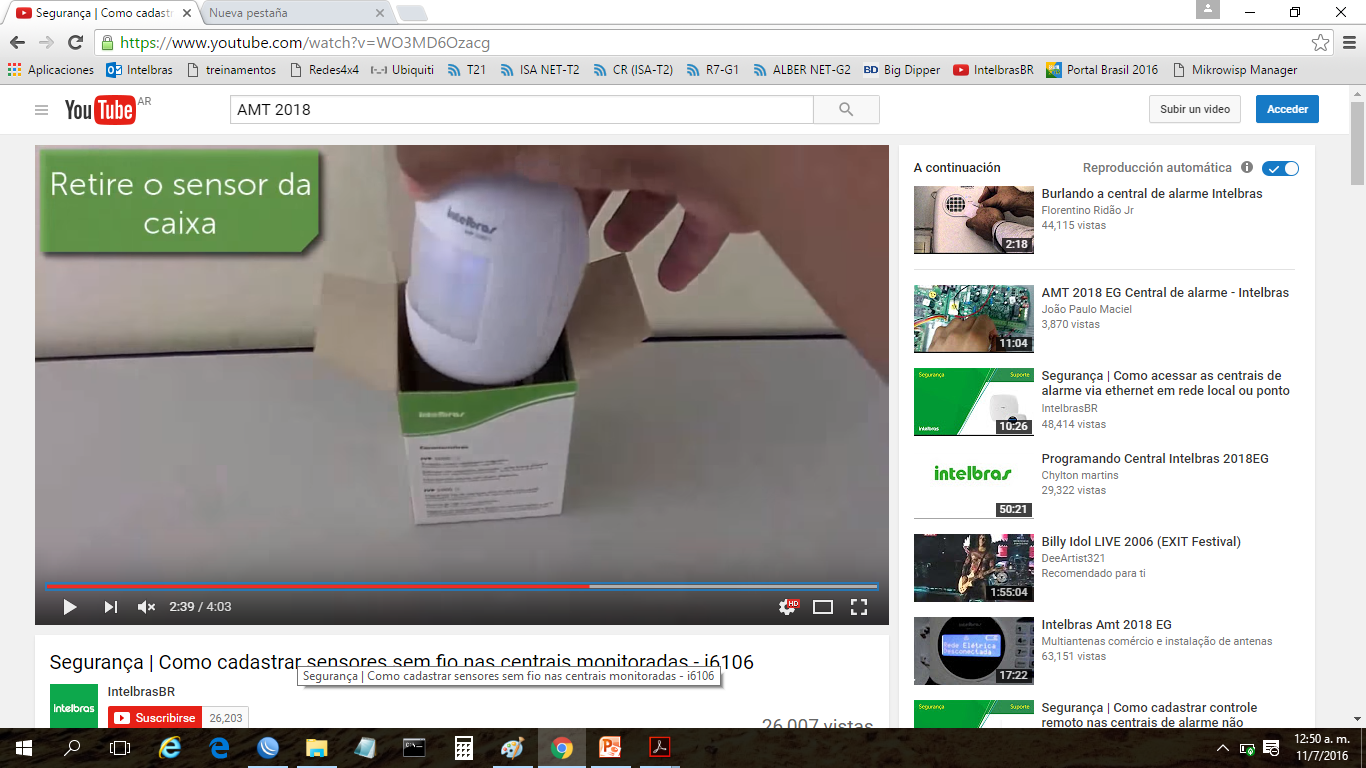 Segurança | Como cadast
Nueva pestaña
https://www.youtube.com/watch?v=WO3MD6Ozacg
Aplicaciones Intelbras treinamentos Redes4x4 Ubiquiti T21 ISA NET-T2 CR (ISA-T2) R7-G1 ALBER NET-G2 BD Big Dipper IntelbrasBR Portal Brasil 2016 Mikrowisp Manager
YouTube AR
AMT 2018
Subir un video
Acceder
Retire o sensor da
caixa
intelbras
intelbras
2:39 / 4:03
HD
Segurança | Como cadastrar sensores sem fio nas centrais monitoradas - i6106
Segurança | Como cadastrar sensores sem fio nas centrais monitoradas - i6106
intelbras
IntelbrasBR
Suscribirse 26,203
26,007 vistas
A continuación
Reproducción automática
Burlando a central de alarme Intelbras
Florentino Ridão Jr
44,115 vistas
2:18
AMT 2018 EG Central de alarme - Intelbras
João Paulo Maciel
3,870 vistas
11:04
Segurança Suporte
intelbras
10:26
Segurança | Como acessar as centrais de
alarme via ethernet em rede local ou ponto
IntelbrasBR
48,414 vistas
intelbras
50:21
Programando Central Intelbras 2018EG
Chylton martins
29,322 vistas
Billy Idol LIVE 2006 (EXIT Festival)
DeeArtist321
Recomendado para ti
1:55:04
Rede Elétrica
Desconectada
17:22
Intelbras Amt 2018 EG
Multiantenas comércio e instalação de antenas
63,151 vistas
Segurança Suporte
Segurança | Como cadastrar controle
remoto nas centrais de alarme não
12:50 a. m.
11/7/2016